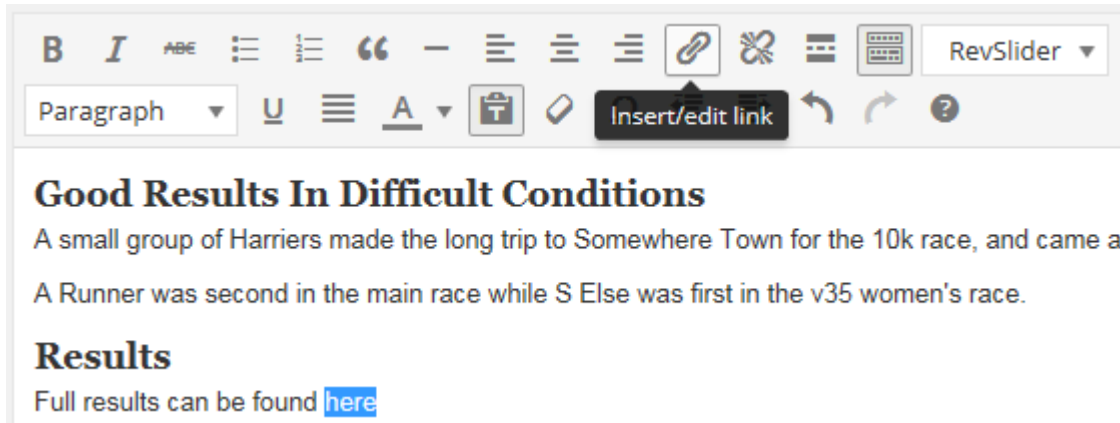 B I ABE RevSlider
Paragraph U A Insert/edit link
Good Results In Difficult Conditions
A small group of Harriers made the long trip to Somewhere Town for the 10k race, and came a
A Runner was second in the main race while S Else was first in the v35 women's race.
Results
Full results can be found here